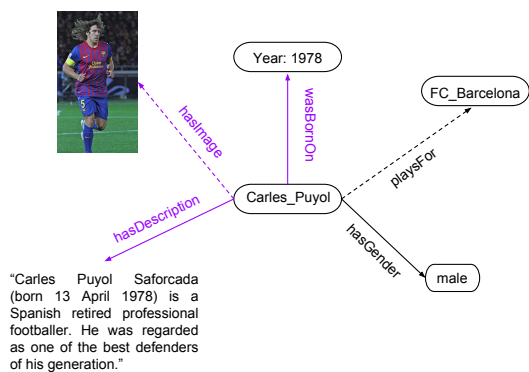 Year: 1978
FC_Barcelona
hasImage
wasBornOn
playsFor
Carles_Puyol
hasDescription
hasGender
male
“Carles Puyol Saforcada
(born 13 April 1978) is a
Spanish retired professional
footballer. He was regarded
as one of the best defenders
of his generation.”
5